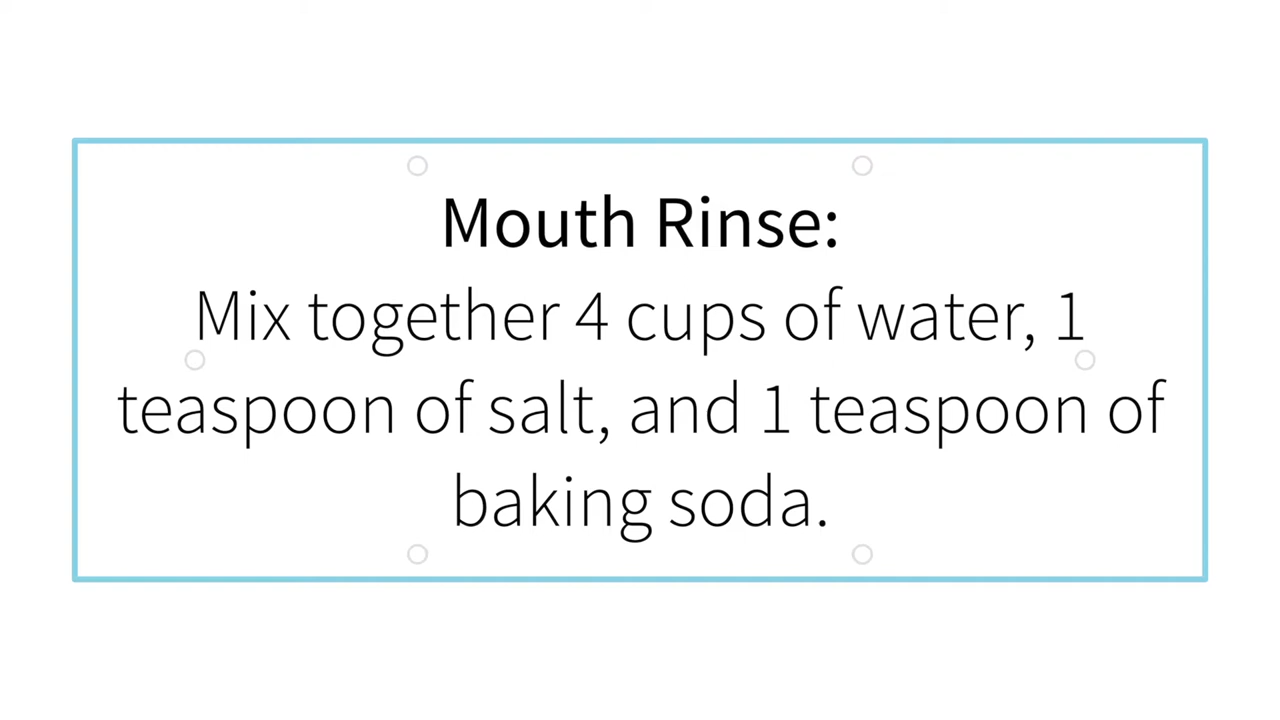 Mouth Rinse:
Mix together 4 cups of water, 1
teaspoon of salt, and 1 teaspoon of
baking soda.